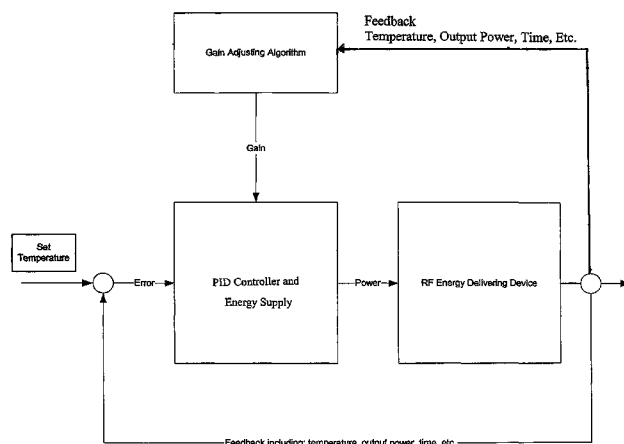 Feedback
Temperature, Output Power, Time, Etc.
Gain Adjusting Algorithm
Gain
Set
Temperature
Error
PID Controller and
Energy Supply
Power
RF Energy Delivering Device
Feedback including: temperature, output power, time, etc.